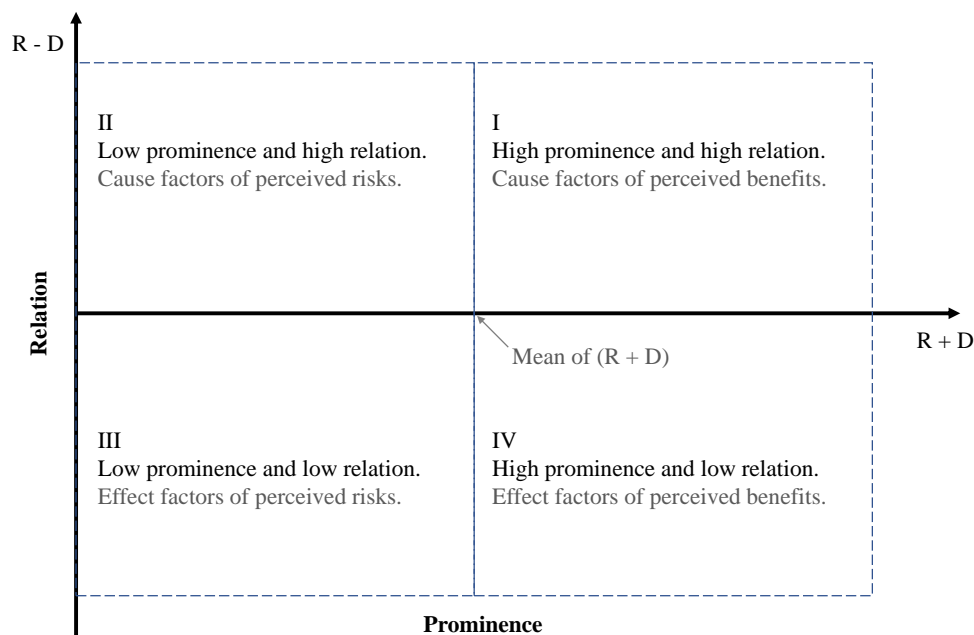 R - D
II
Low prominence and high relation.
Cause factors of perceived risks.
I
High prominence and high relation.
Cause factors of perceived benefits.
Relation
R + D
Mean of (R + D)
III
Low prominence and low relation.
Effect factors of perceived risks.
IV
High prominence and low relation.
Effect factors of perceived benefits.
Prominence